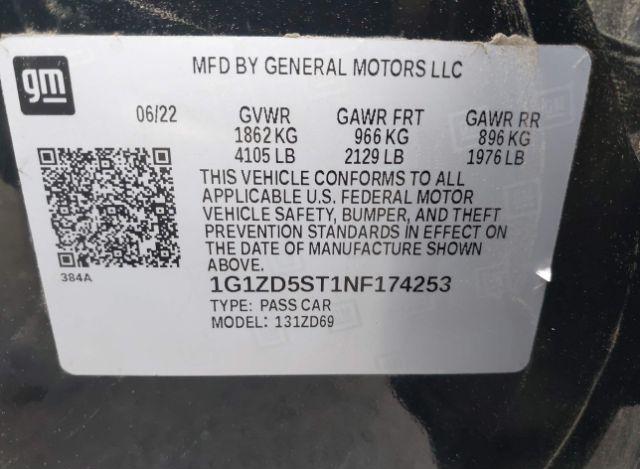 gm
MFD BY GENERAL MOTORS LLC
06/22 GVWR GAWR FRT GAWR RR
1862 KG 966 KG 896 KG
4105 LB 2129 LB 1976 LB
THIS VEHICLE CONFORMS TO ALL
APPLICABLE U.S. FEDERAL MOTOR
VEHICLE SAFETY, BUMPER, AND THEFT
PREVENTION STANDARDS IN EFFECT ON
THE DATE OF MANUFACTURE SHOWN
ABOVE.
384A
1G1ZD5ST1NF174253
TYPE: PASS CAR
MODEL: 131ZD69